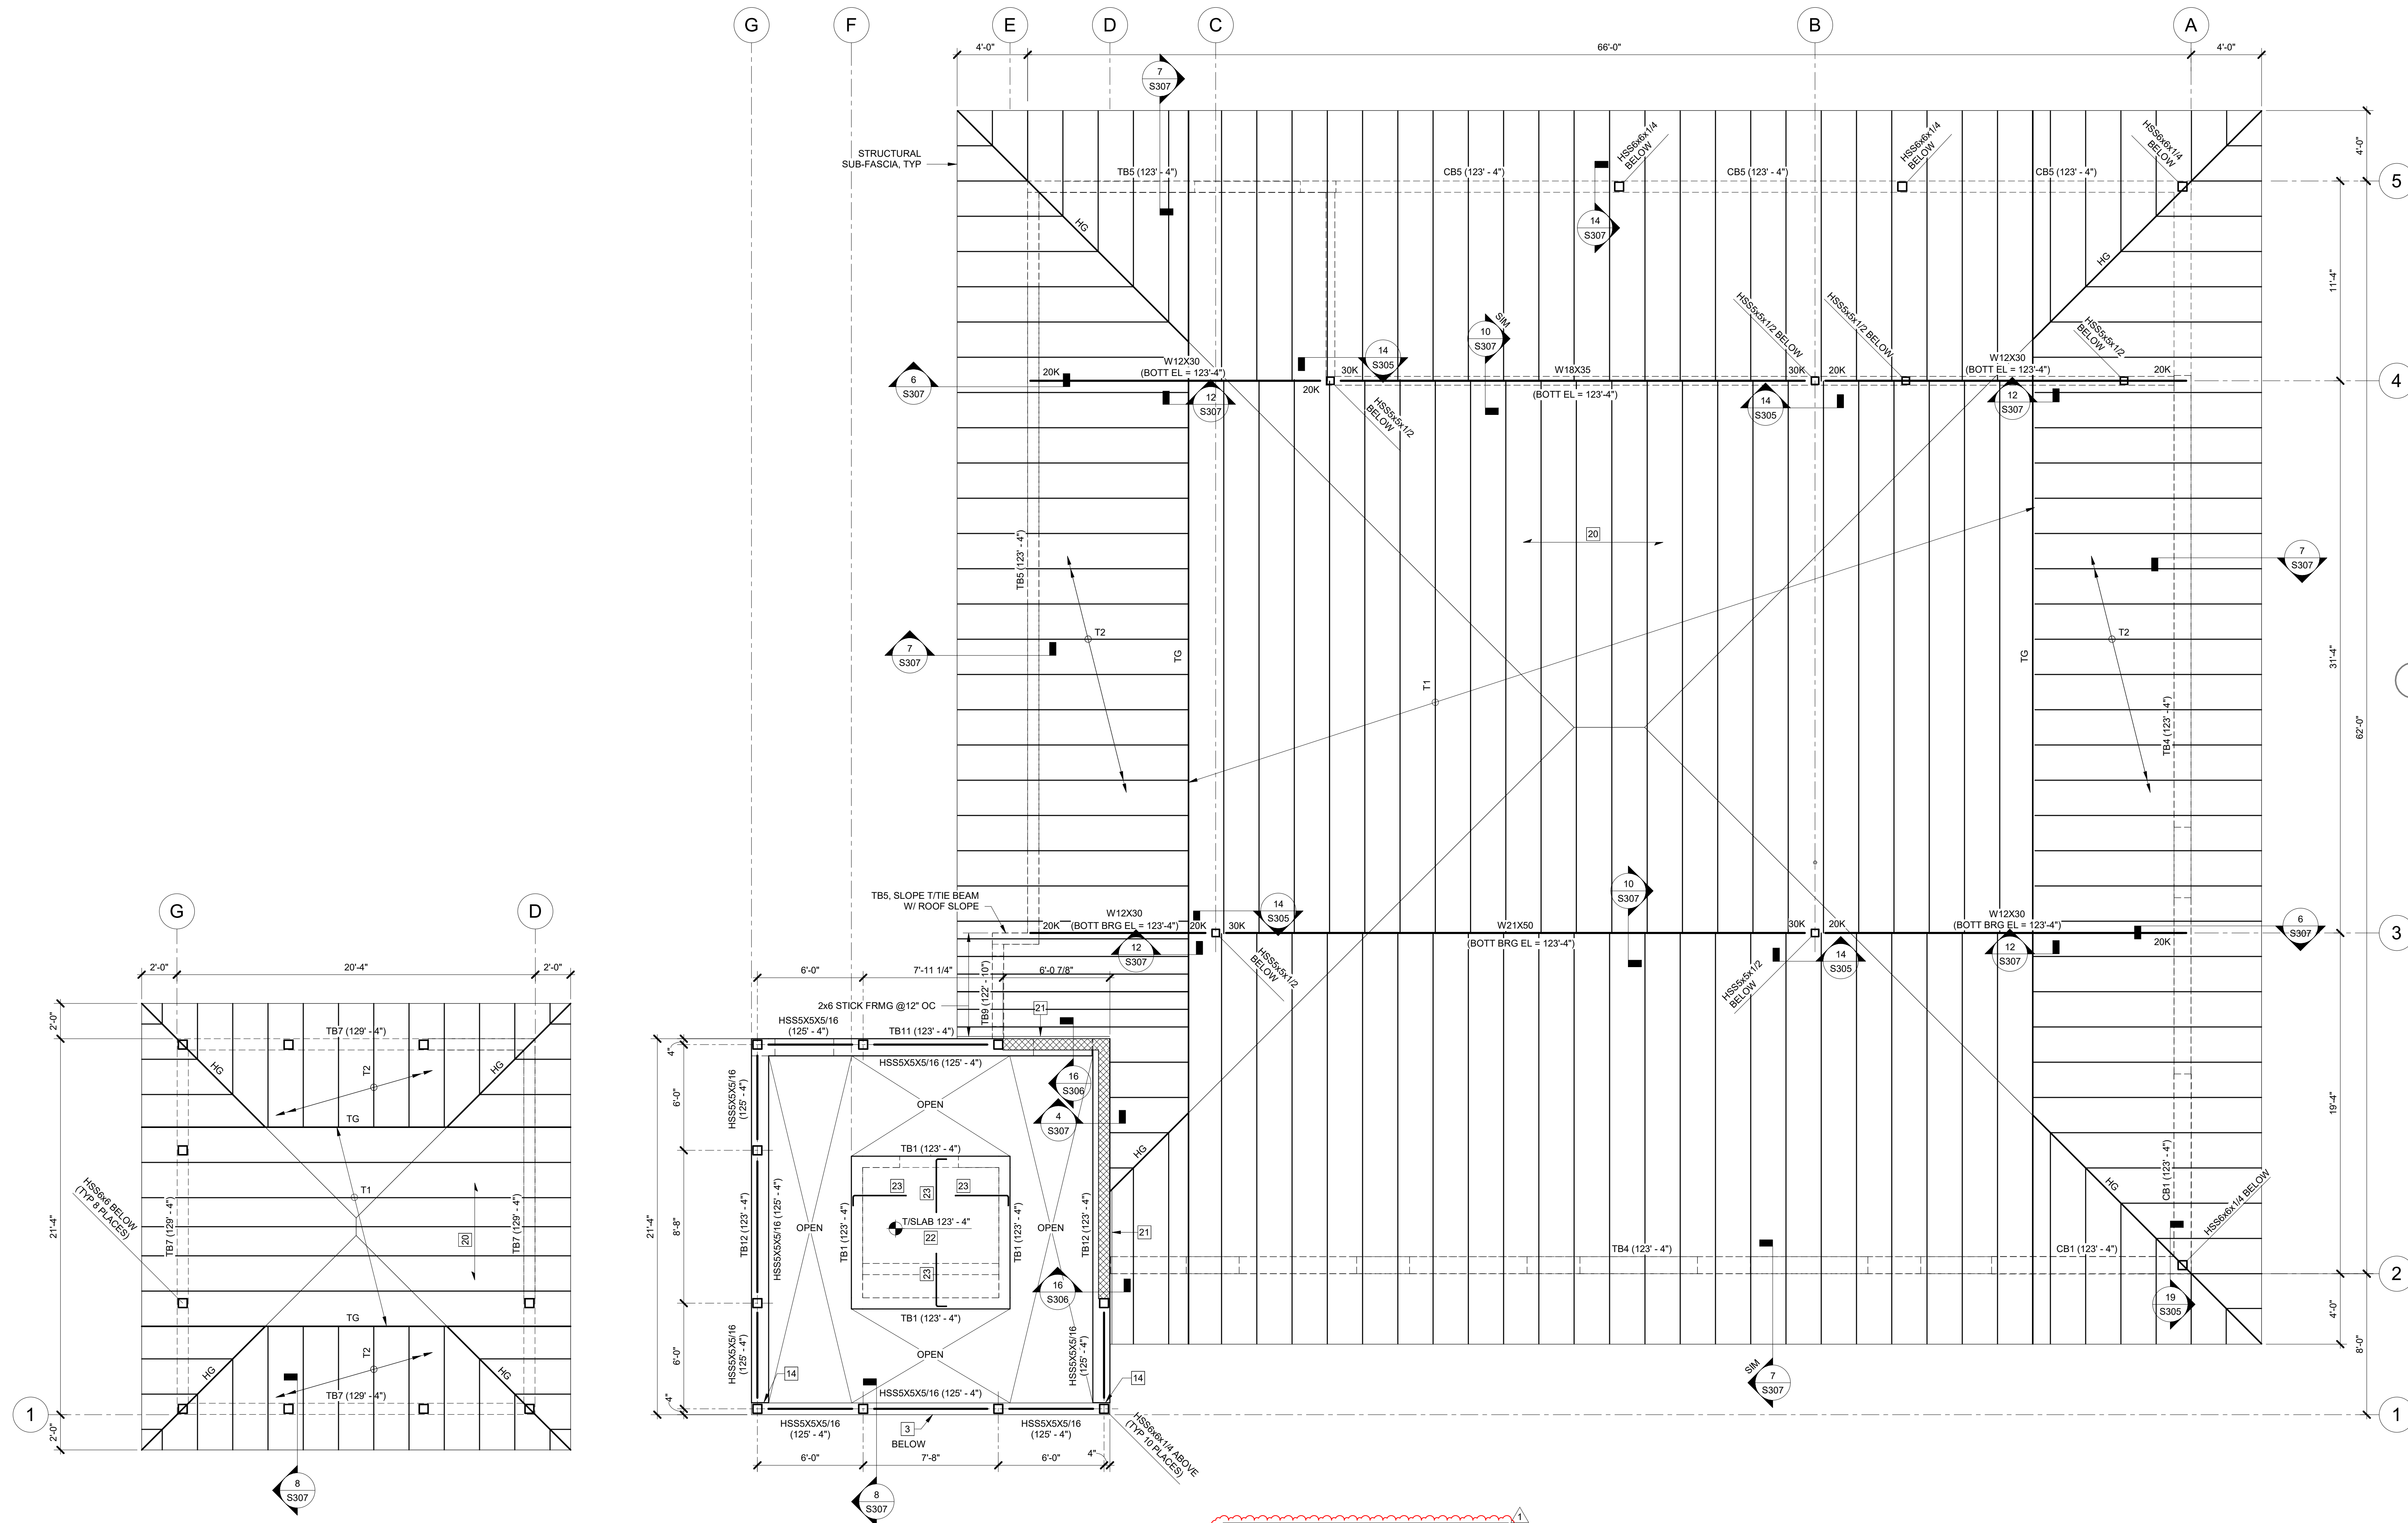 G
F
E
D
C
B
A
4'-0"
66'-0"
4'-0"
7
S307
STRUCTURAL
SUB-FASCIA, TYP
HSS6x6x1/4
BELOW
HSS6x6x1/4
BELOW
HSS6x6x1/4
BELOW
4'-0"
TB5 (123' - 4")
CB5 (123' - 4")
CB5 (123' - 4")
CB5 (123' - 4")
5
HG
14
S307
HG
11'-4"
HSS5x5x1/2 BELOW
HSS5x5x1/2 BELOW
HSS5x5x1/2
BELOW
10
S307
SIM
14
S305
6
S307
W12X30
(BOTT EL = 123'-4")
20K
20K
30K
W18X35
(BOTT EL = 123'-4")
30K
20K
W12X30
(BOTT EL = 123'-4")
20K
4
12
S307
HSS5x5x1/2
BELOW
14
S305
12
S307
20
TB5 (123' - 4")
7
S307
T2
7
S307
T2
TG
TG
T1
31'-4"
62'-0"
TB4 (123' - 4")
TB5, SLOPE T/TIE BEAM
W/ ROOF SLOPE
10
S307
14
S305
W12X30
20K
(BOTT BRG EL = 123'-4")
20K
30K
W21X50
(BOTT BRG EL = 123'-4")
30K
20K
W12X30
(BOTT BRG EL = 123'-4")
20K
6
S307
3
12
S307
HSS5x5x1/2
BELOW
HSS5x5x1/2
BELOW
14
S305
12
S307
G
D
2'-0"
20'-4"
2'-0"
6'-0"
7'-11 1/4"
6'-0 7/8"
2x6 STICK FRMG @12" OC
TB9 (122' - 10")
21
HSS5X5X5/16
(125' - 4")
TB11 (123' - 4")
HSS5X5X5/16 (125' - 4")
2'-0"
TB7 (129' - 4")
HG
HG
T2
TG
4"
6'-0"
HSS5X5X5/16
(125' - 4")
16
S306
4
S307
OPEN
HG
19'-4"
21'-4"
HSS6x6 BELOW
(TYP 8 PLACES)
TB7 (129' - 4")
T1
20
TB7 (129' - 4")
21'-4"
8'-8"
TB12 (123' - 4")
HSS5X5X5/16 (125' - 4")
OPEN
TB1 (123' - 4")
TB1 (123' - 4")
23
23
23
T/SLAB 123' - 4"
22
23
TB1 (123' - 4")
OPEN
TB12 (123' - 4")
21
16
S306
TB1 (123' - 4")
TB4 (123' - 4")
CB1 (123' - 4")
CB1 (123' - 4")
HG
HSS6x6x1/4 BELOW
2
19
S305
4'-0"
8'-0"
TG
T2
HG
HG
TB7 (129' - 4")
1
2'-0"
8
S307
6'-0"
4"
HSS5X5X5/16
(125' - 4")
14
OPEN
HSS5X5X5/16 (125' - 4")
HSS5X5X5/16
(125' - 4")
14
SIM
7
S307
HSS5X5X5/16
(125' - 4")
3
BELOW
HSS5X5X5/16
(125' - 4")
HSS6x6x1/4 ABOVE
(TYP 10 PLACES)
1
6'-0"
7'-8"
6'-0"
4"
8
S307
1